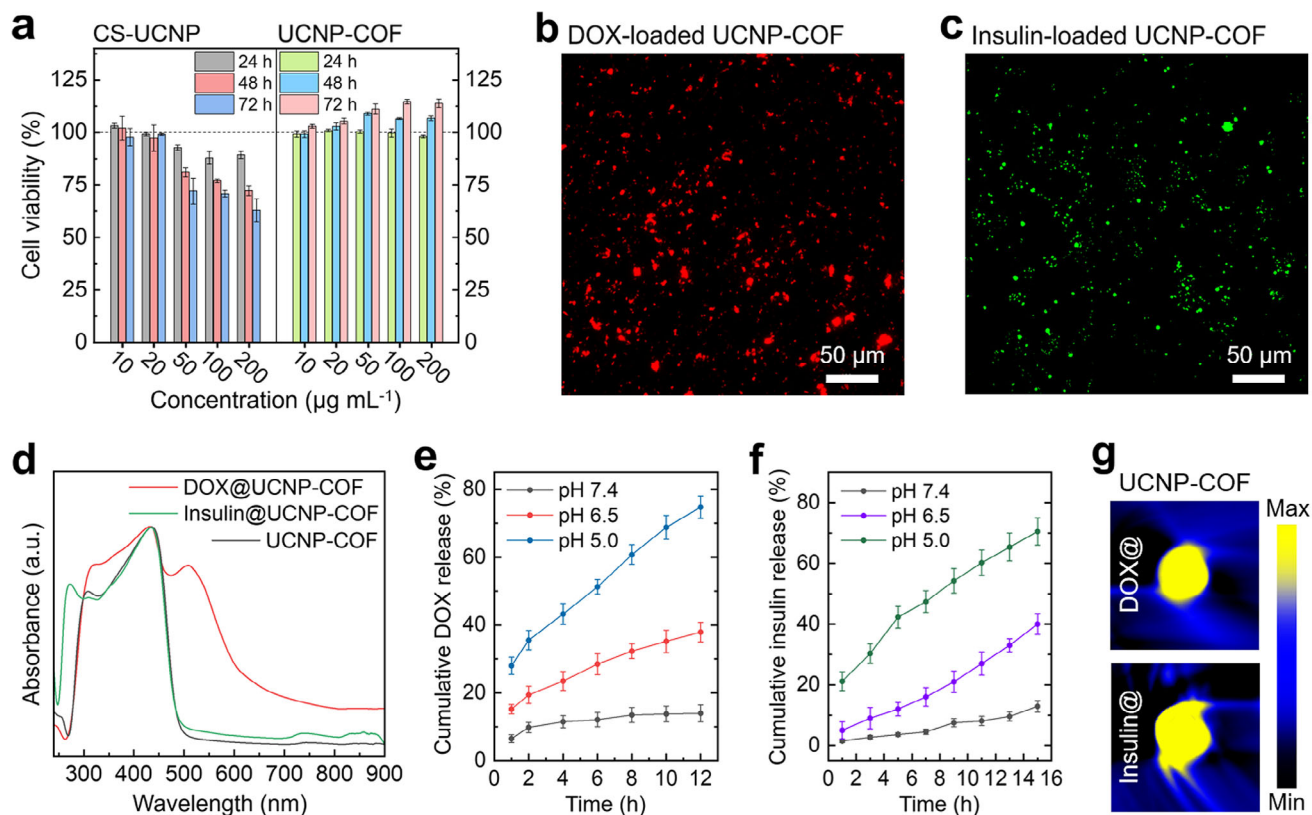 a
CS-UCNP
UCNP-COF
24 h
48 h
72 h
24 h
48 h
72 h
125
100
75
50
25
0
125
100
75
50
25
0
Cell viability (%)
10
20
50
100
200
10
20
50
100
200
Concentration (µg mL⁻¹)
b
DOX-loaded UCNP-COF
50 µm
c
Insulin-loaded UCNP-COF
50 µm
d
DOX@UCNP-COF
Insulin@UCNP-COF
UCNP-COF
Absorbance (a.u.)
300 400 500 600 700 800 900
Wavelength (nm)
e
pH 7.4
pH 6.5
pH 5.0
80
60
40
20
0
Cumulative DOX release (%)
0 2 4 6 8 10 12
Time (h)
f
pH 7.4
pH 6.5
pH 5.0
80
60
40
20
0
Cumulative insulin release (%)
0 2 4 6 8 10 12 14 16
Time (h)
g
UCNP-COF
DOX@
Insulin@
Max
Min